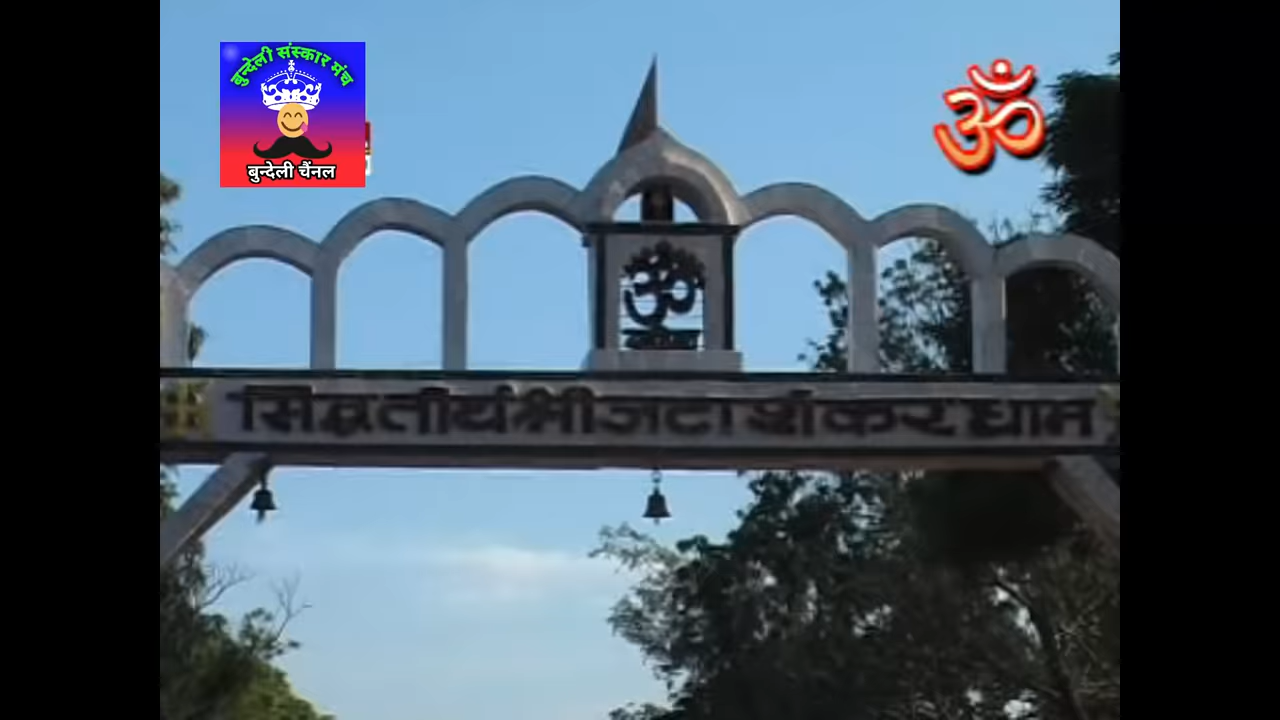 बुन्देली संस्कार मंच
बुन्देली चैंनल
ॐ
ॐ
सिद्धतीर्थ श्री जटाशंकर धाम